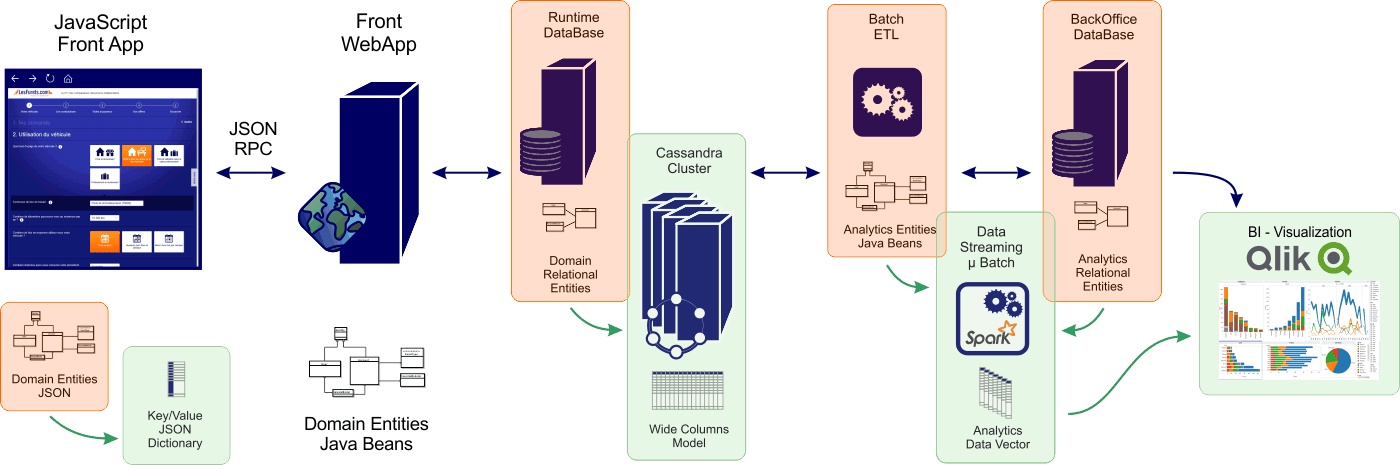 JavaScript
Front App
LesFurets.com
2. Utilisation du véhicule
Domain Entities
JSON
Key/Value
JSON
Dictionary
JSON
RPC
Front
WebApp
Domain Entities
Java Beans
Runtime
DataBase
Domain
Relational
Entities
Cassandra
Cluster
Wide Columns
Model
Batch
ETL
Analytics Entities
Java Beans
Data
Streaming
µ Batch
Spark
Analytics
Data Vector
BackOffice
DataBase
Analytics
Relational
Entities
BI - Visualization
Qlik